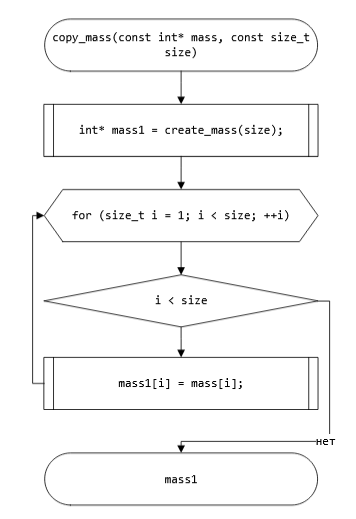 copy_mass(const int* mass, const size_t
size)
int* mass1 = create_mass(size);
for (size_t i = 1; i < size; ++i)
i < size
mass1[i] = mass[i];
нет
mass1